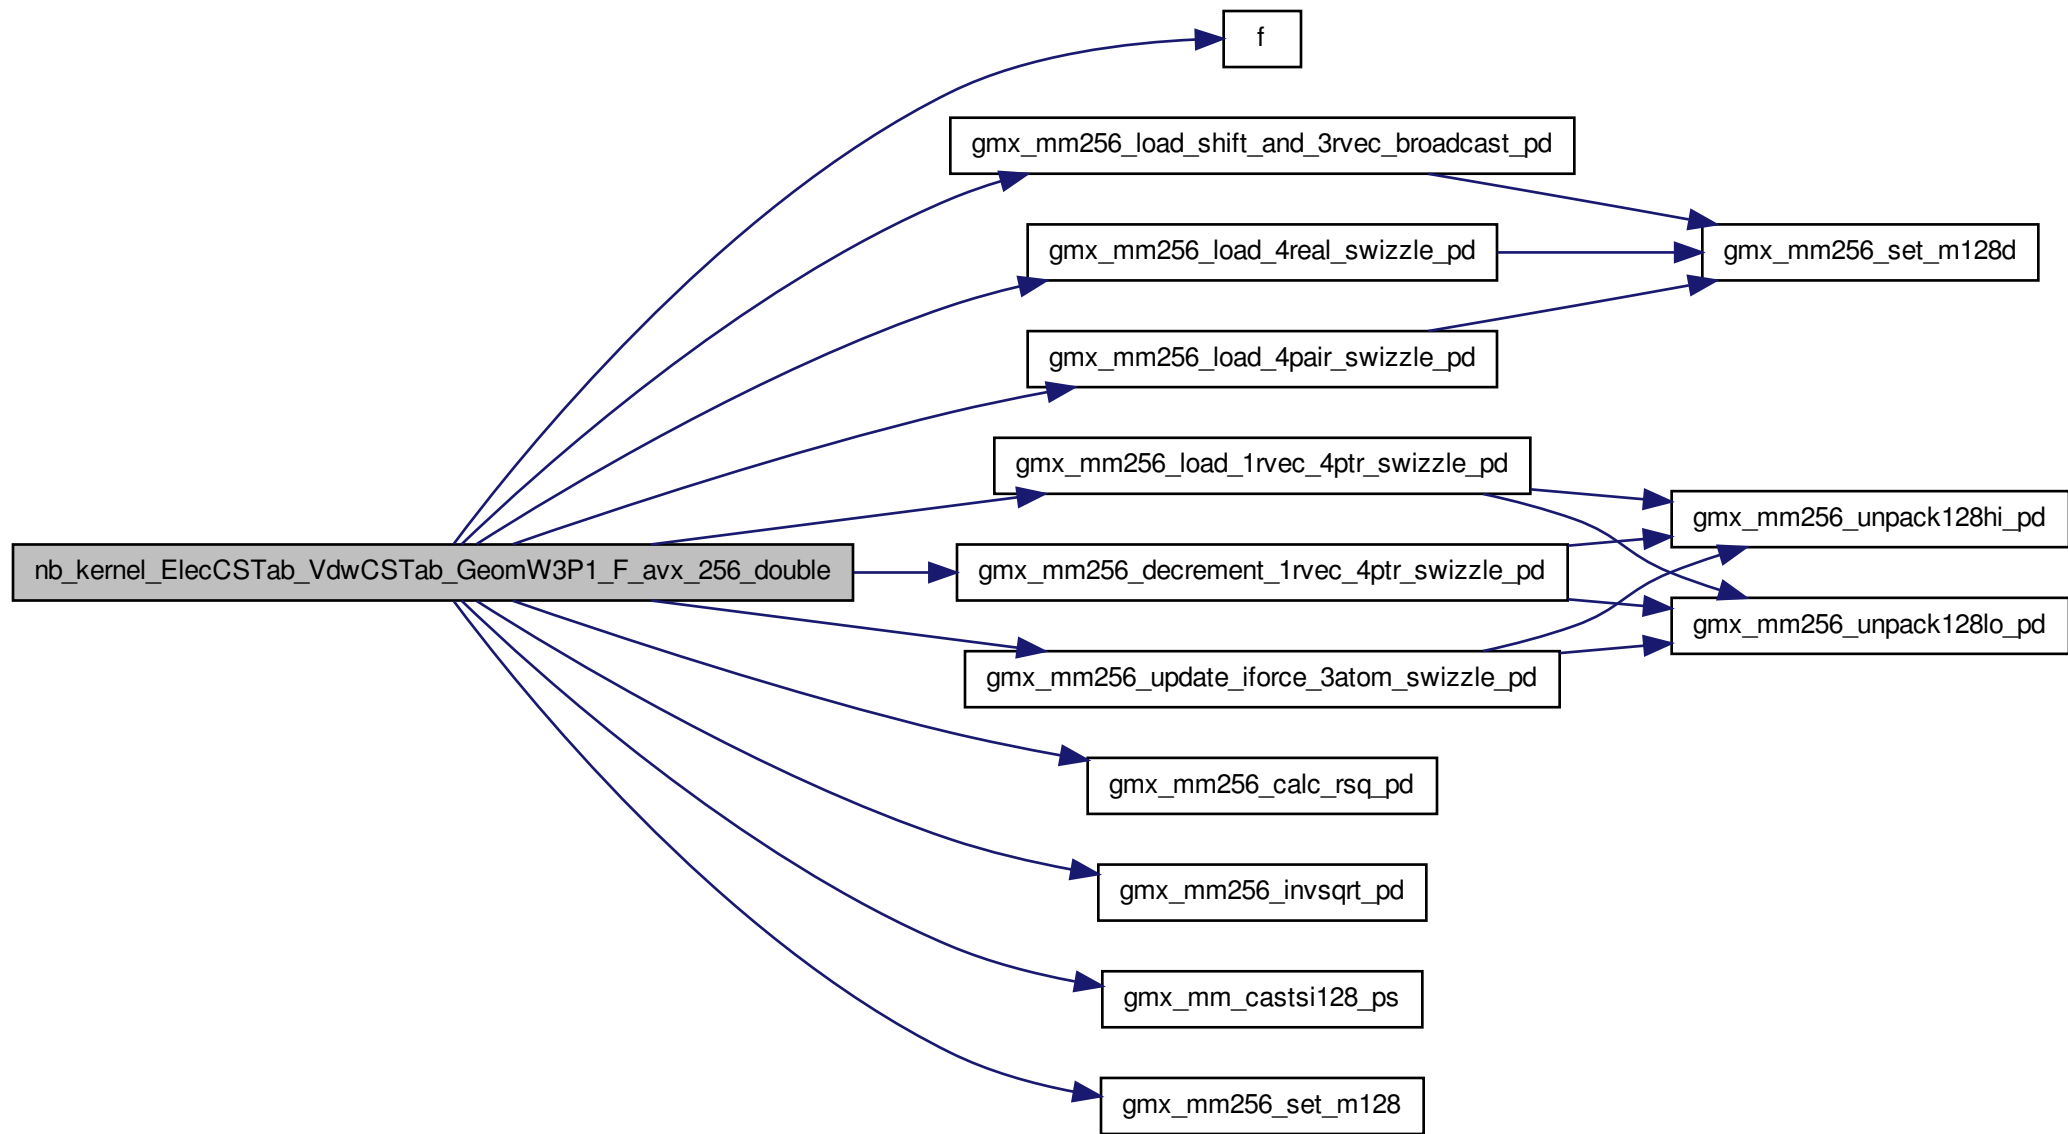 f
gmx_mm256_load_shift_and_3rvec_broadcast_pd
gmx_mm256_load_4real_swizzle_pd
gmx_mm256_set_m128d
gmx_mm256_load_4pair_swizzle_pd
gmx_mm256_load_1rvec_4ptr_swizzle_pd
gmx_mm256_unpack128hi_pd
nb_kernel_ElecCSTab_VdwCSTab_GeomW3P1_F_avx_256_double
gmx_mm256_decrement_1rvec_4ptr_swizzle_pd
gmx_mm256_unpack128lo_pd
gmx_mm256_update_iforce_3atom_swizzle_pd
gmx_mm256_calc_rsq_pd
gmx_mm256_invsqrt_pd
gmx_mm_castsi128_ps
gmx_mm256_set_m128